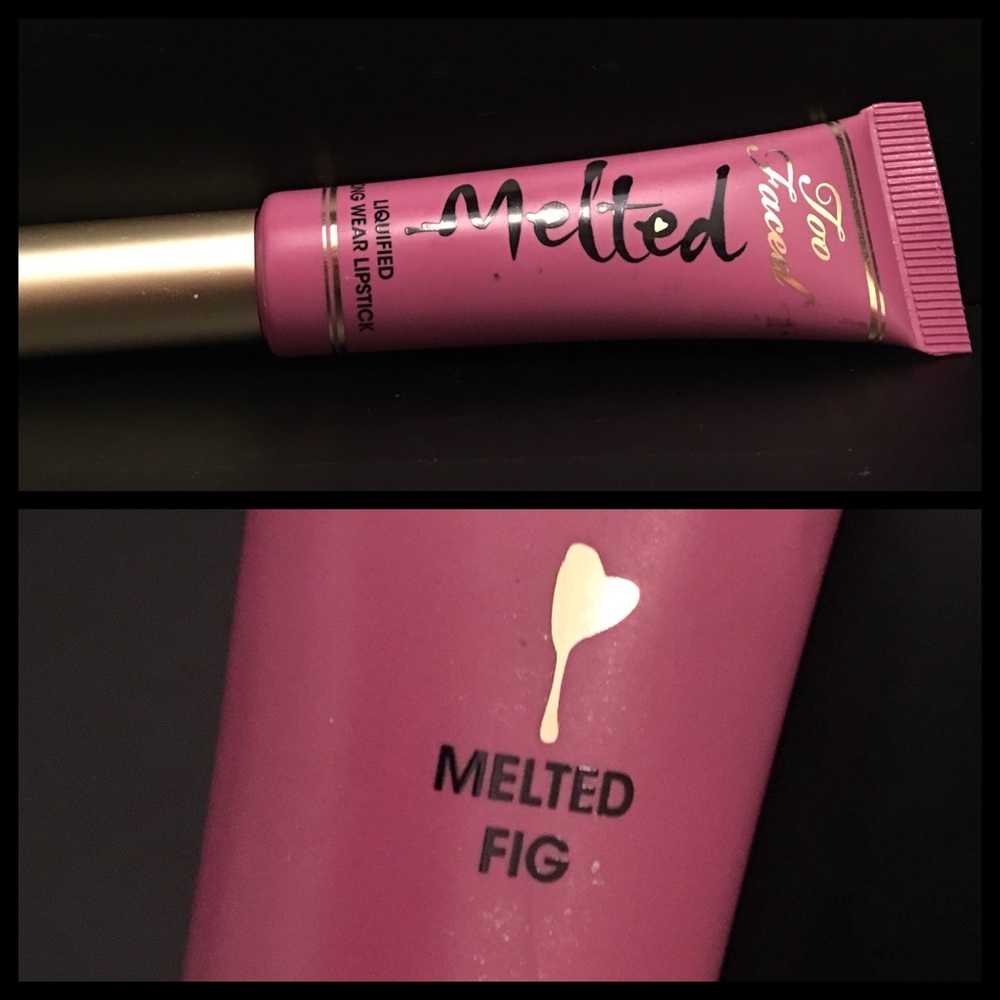 Too
Faced
Melted
LIQUIFIED
WEAR LIPSTICK
MELTED
FIG